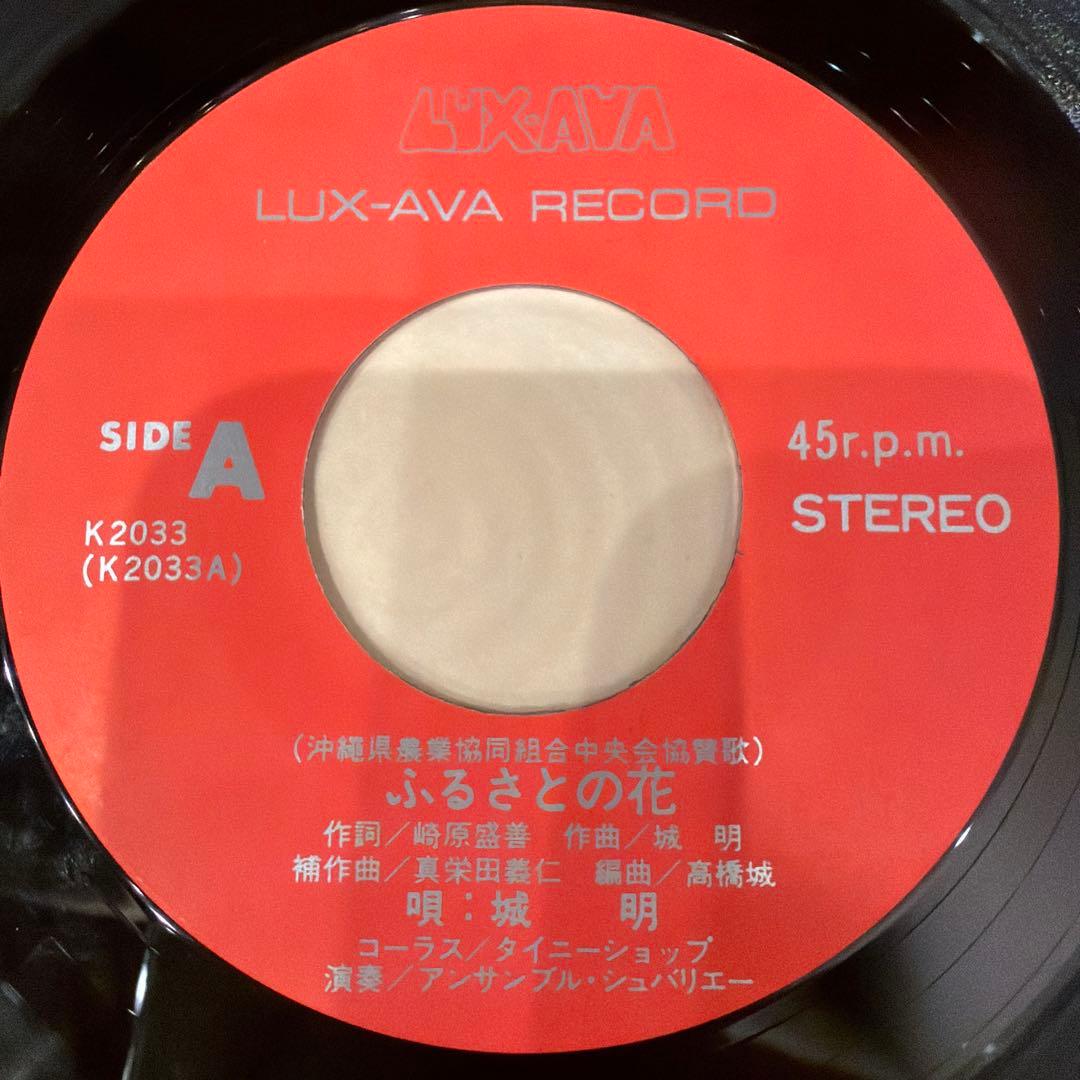 LUX-AVA
LUX-AVA RECORD
SIDE A
45r.p.m.
STEREO
K2033
(K2033A)
(沖縄県農業協同組合中央会協賛歌)
ふるさとの花
作詞/崎原盛善 作曲/城 明
補作曲/真栄田義仁 編曲/高橋城
唄:城 明
コーラス/タイニーショップ
演奏/アンサンブル・シュバリエー